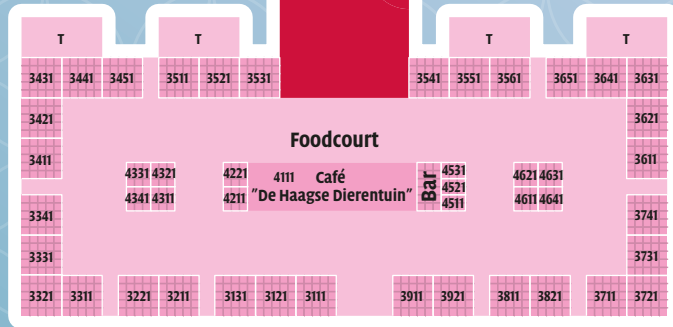 T T T T
3431 3441 3451 3511 3521 3531 3541 3551 3561 3651 3641 3631
3421 3621
Foodcourt
3411 3611
4331 4321 4221 4111 Café Bar 4531 4621 4631
4521
4341 4311 4211 "De Haagse Dierentuin" 4511 4611 4641
3341 3741
3331 3731
3321 3311 3221 3211 3131 3121 3111 3911 3921 3811 3821 3711 3721